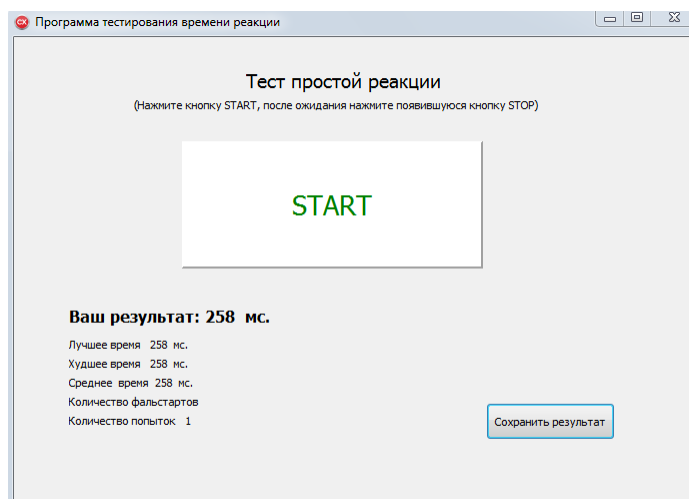 Программа тестирования времени реакции
Тест простой реакции
(Нажмите кнопку START, после ожидания нажмите появившуюся кнопку STOP)
START
Ваш результат: 258 мс.
Лучшее время 258 мс.
Худшее время 258 мс.
Среднее время 258 мс.
Количество фальстартов
Количество попыток 1
Сохранить результат